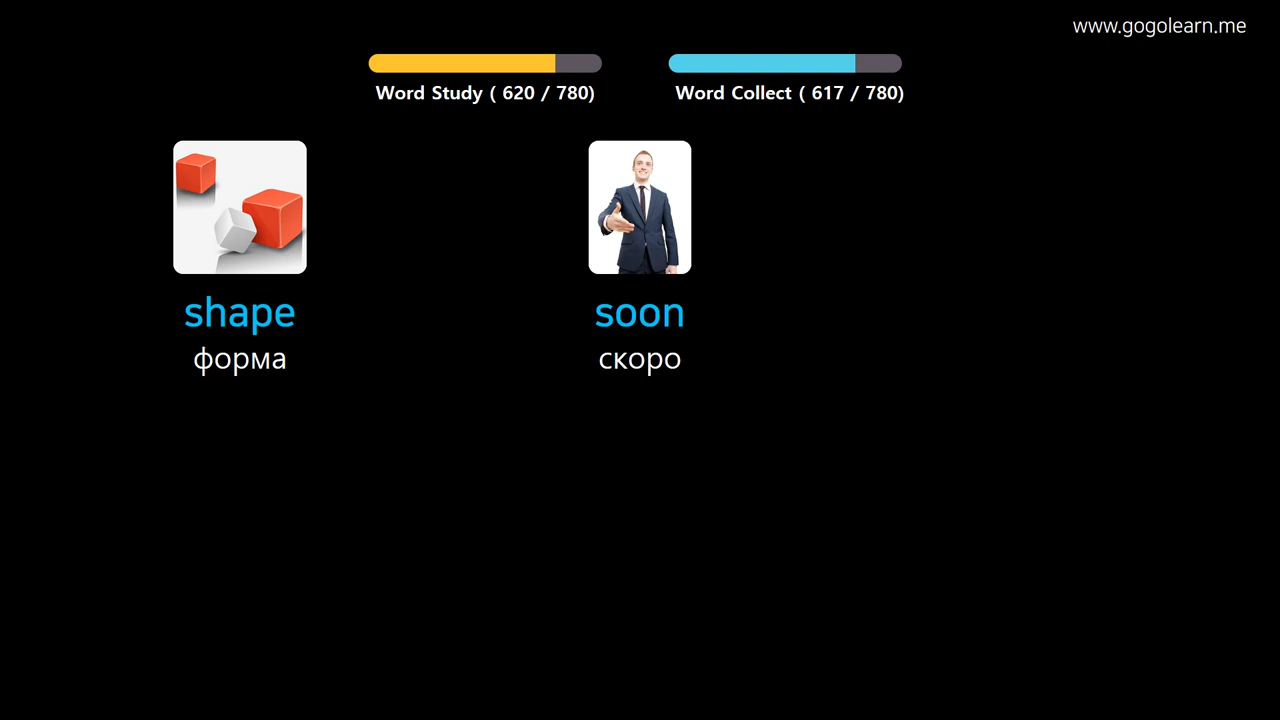 www.gogolearn.me
Word Study ( 620 / 780)
Word Collect ( 617 / 780)
shape
форма
soon
скоро